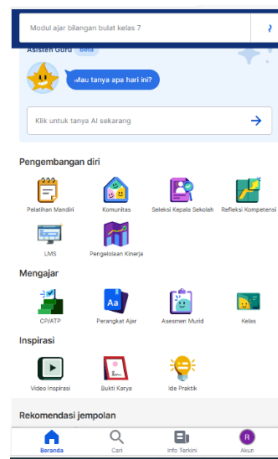 Modul ajar bilangan bulat kelas 7
Asisten Guru Beta
Mau tanya apa hari ini?
Klik untuk tanya AI sekarang
Pengembangan diri
Pelatihan Mandiri
Komunitas
Seleksi Kepala Sekolah
Refleksi Kompetensi
LMS
Pengelolaan Kinerja
Mengajar
Aa
CP/ATP
Perangkat Ajar
Asesmen Murid
Kelas
Inspirasi
Video Inspirasi
Bukti Karya
Ide Praktik
Rekomendasi jempolan
Beranda
Cari
Info Terkini
R
Akun